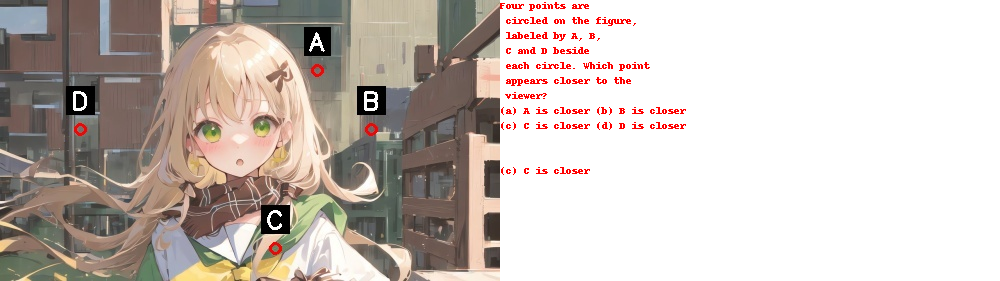 A
B
D
C
Four points are
circled on the figure,
labeled by A, B,
C and D beside
each circle. Which point
appears closer to the
viewer?
(a) A is closer (b) B is closer
(c) C is closer (d) D is closer
(c) C is closer